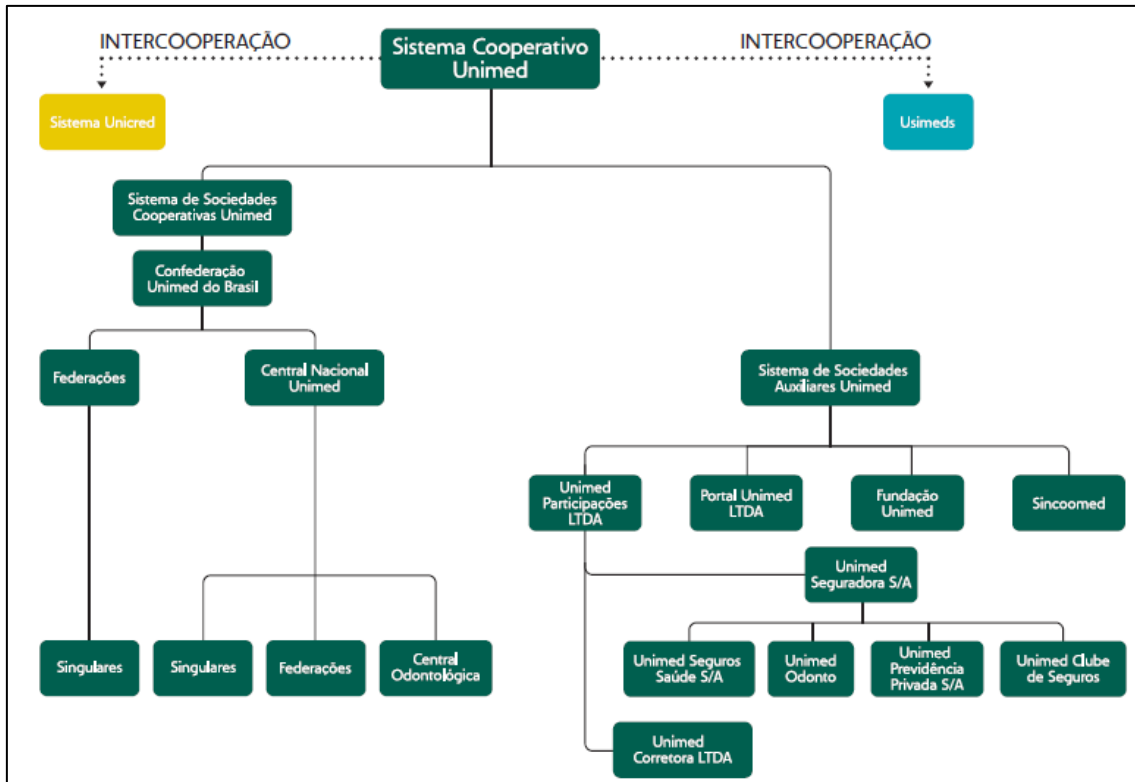 INTERCOOPERAÇÃO
Sistema Cooperativo
Unimed
INTERCOOPERAÇÃO
Sistema Unicred
Usimeds
Sistema de Sociedades
Cooperativas Unimed
Confederação
Unimed do Brasil
Federações
Central Nacional
Unimed
Sistema de Sociedades
Auxiliares Unimed
Unimed
Participações
LTDA
Portal Unimed
LTDA
Fundação
Unimed
Sincoomed
Unimed
Seguradora S/A
Singulares
Singulares
Federações
Central
Odontológica
Unimed Seguros
Saúde S/A
Unimed
Odonto
Unimed
Previdência
Privada S/A
Unimed Clube
de Seguros
Unimed
Corretora LTDA